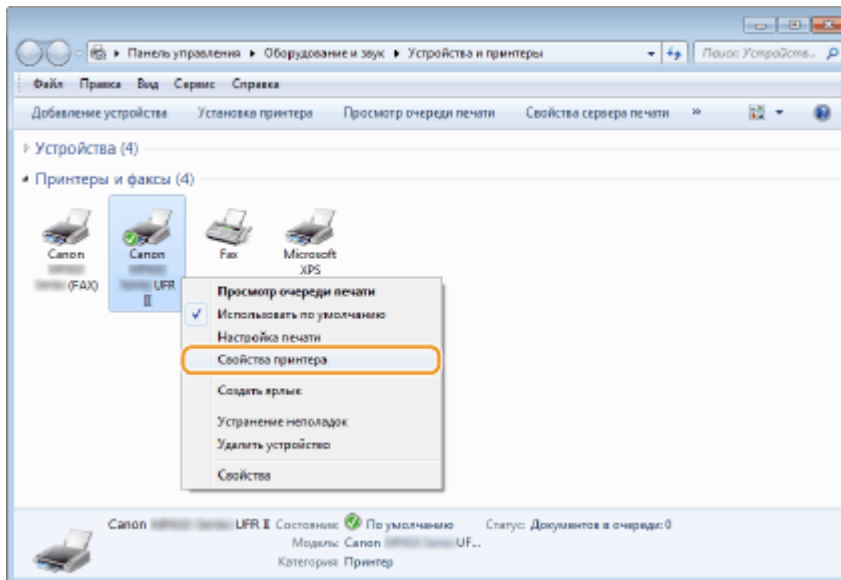 Панель управления ▸ Оборудование и звук ▸ Устройства и принтеры
Поиск: Устройств...
Файл Правка Вид Сервис Справка
Добавление устройства Установка принтера Просмотр очереди печати Свойства сервера печати »
Устройства (4)
Принтеры и факсы (4)
Canon
(FAX)
Canon
UFR
II
Fax
Microsoft
XPS
Просмотр очереди печати
Использовать по умолчанию
Настройка печати
Свойства принтера
Создать ярлык
Устранение неполадок
Удалить устройство
Свойства
Canon UFR II Состояние: По умолчанию Статус: Документов в очереди: 0
Модель: Canon UF...
Категория: Принтер